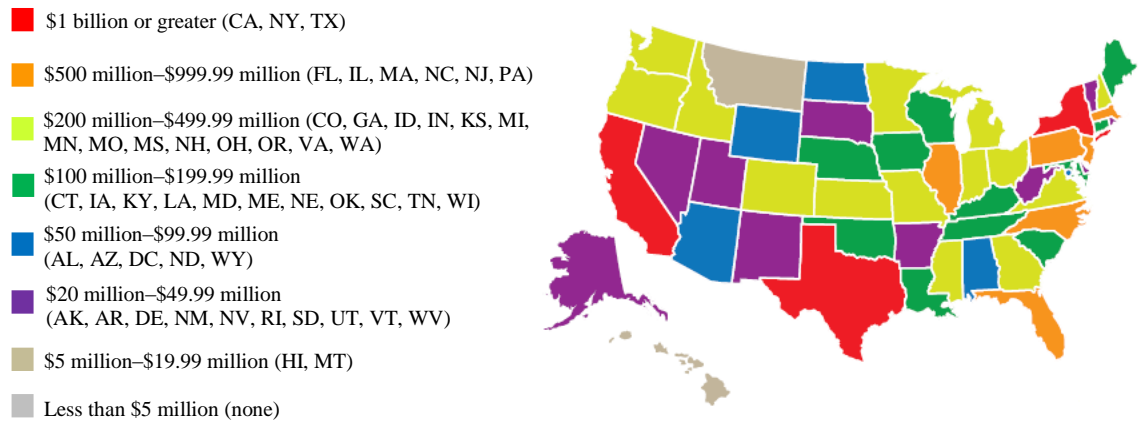 $1 billion or greater (CA, NY, TX)
$500 million–$999.99 million (FL, IL, MA, NC, NJ, PA)
$200 million–$499.99 million (CO, GA, ID, IN, KS, MI,
MN, MO, MS, NH, OH, OR, VA, WA)
$100 million–$199.99 million
(CT, IA, KY, LA, MD, ME, NE, OK, SC, TN, WI)
$50 million–$99.99 million
(AL, AZ, DC, ND, WY)
$20 million–$49.99 million
(AK, AR, DE, NM, NV, RI, SD, UT, VT, WV)
$5 million–$19.99 million (HI, MT)
Less than $5 million (none)